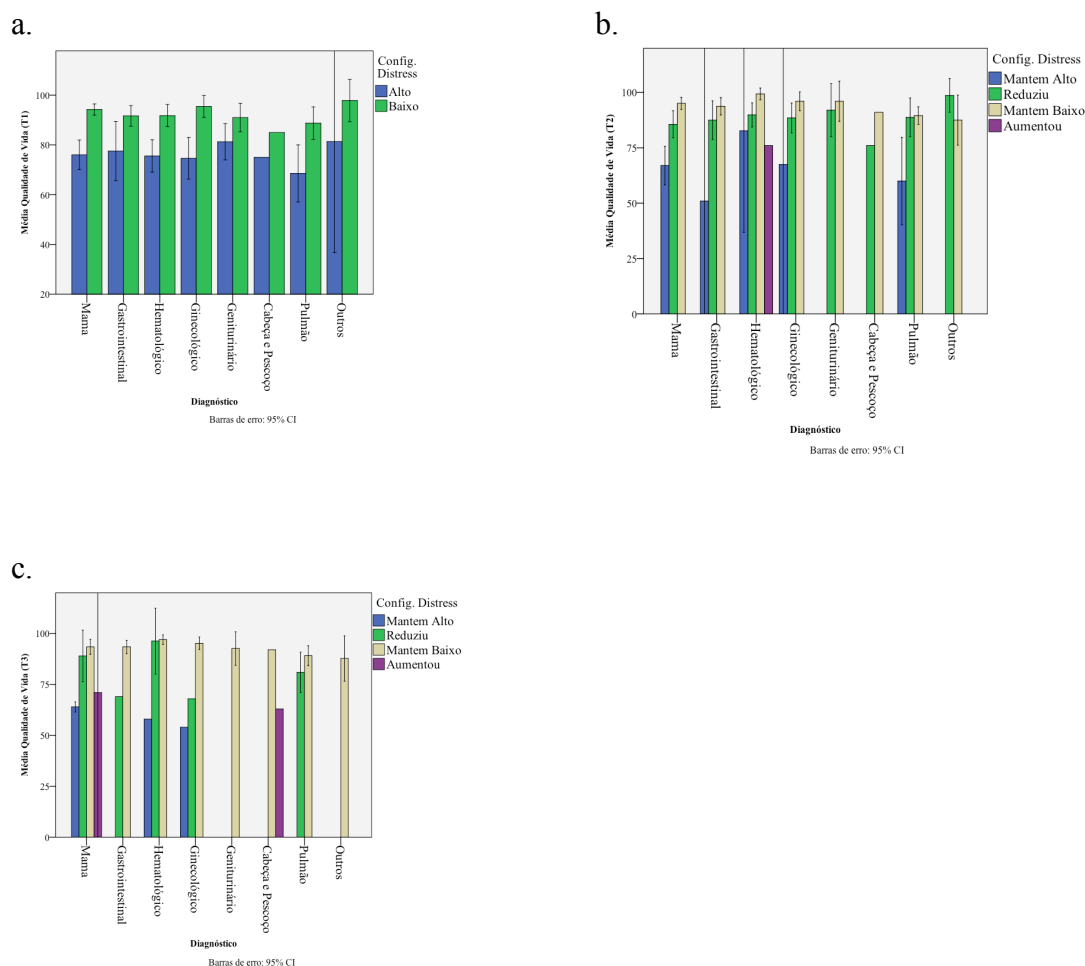 a.
Config.
Distress
Alto
Baixo
Média Qualidade de Vida (T1)
100
80
60
40
20
Mama
Gastrointestinal
Hematológico
Ginecológico
Geniturinário
Cabeça e Pescoço
Pulmão
Outros
Diagnóstico
Barras de erro: 95% CI
b.
Config. Distress
Mantem Alto
Reduziu
Mantem Baixo
Aumentou
Média Qualidade de Vida (T2)
100
75
50
25
0
Mama
Gastrointestinal
Hematológico
Ginecológico
Geniturinário
Cabeça e Pescoço
Pulmão
Outros
Diagnóstico
Barras de erro: 95% CI
c.
Config. Distress
Mantem Alto
Reduziu
Mantem Baixo
Aumentou
Média Qualidade de Vida (T3)
100
75
50
25
0
Mama
Gastrointestinal
Hematológico
Ginecológico
Geniturinário
Cabeça e Pescoço
Pulmão
Outros
Diagnóstico
Barras de erro: 95% CI